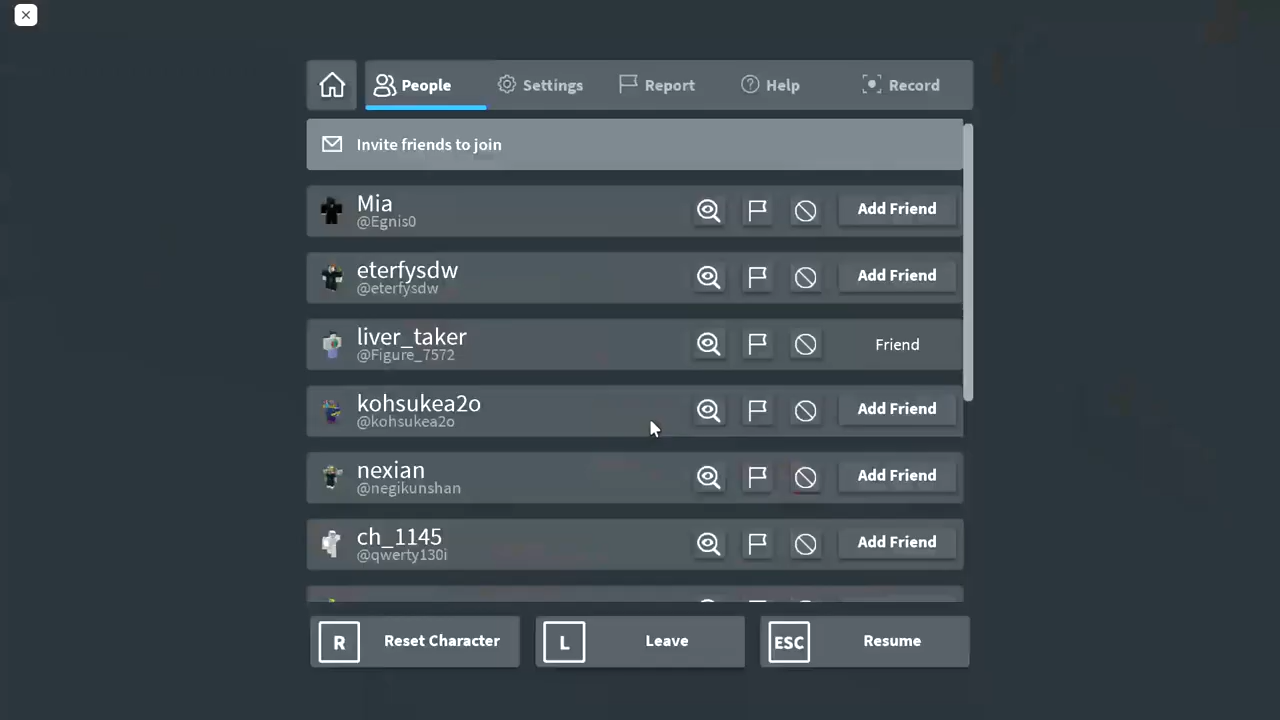 People Settings Report Help Record
Invite friends to join
Mia
@Egnis0
Add Friend
eterfysdw
@eterfysdw
Add Friend
liver_taker
@Figure_7572
Friend
kohsukea2o
@kohsukea2o
Add Friend
nexian
@negikunshan
Add Friend
ch_1145
@qwerty130i
Add Friend
R Reset Character L Leave ESC Resume